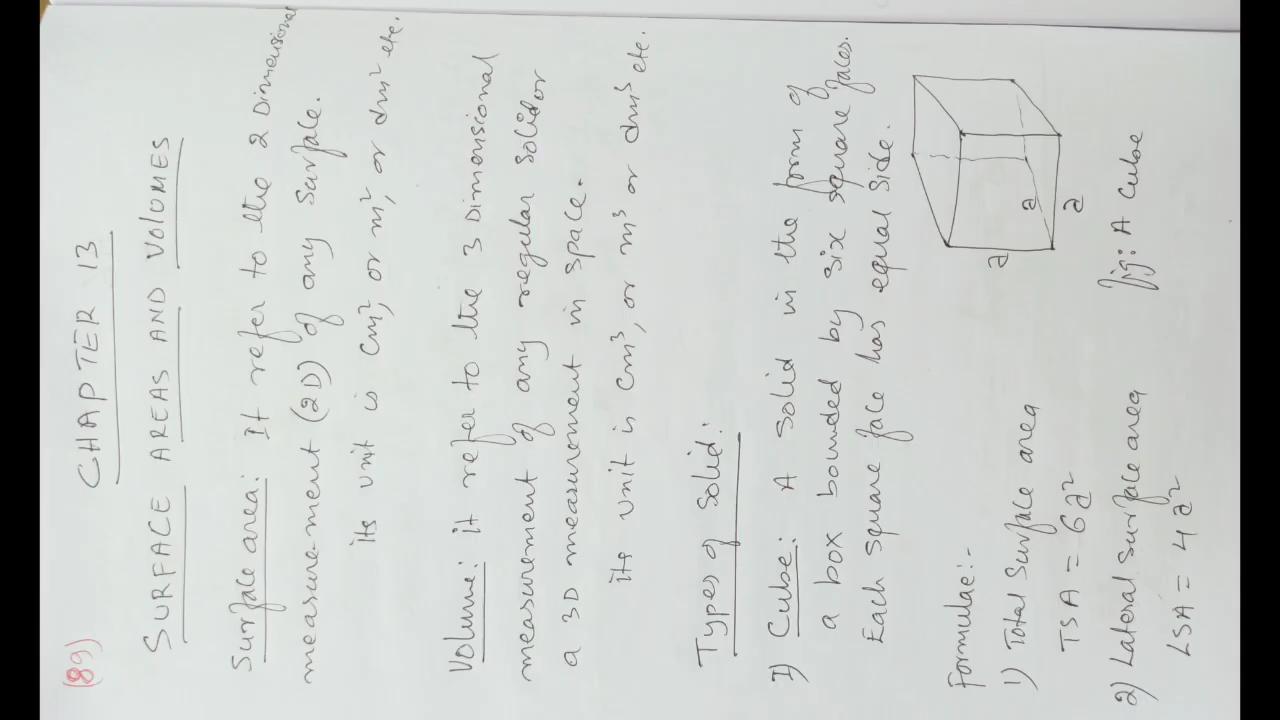 (89)
CHAPTER 13
SURFACE AREAS AND VOLUMES
Surface area: It refer to the 2 Dimensional
measurement (2D) of any surface.
its unit is cm², or m², or dm² etc.
Volume: it refer to the 3 Dimensional
measurement of any regular solid or
a 3D measurement in space.
its unit is cm³, or m³ or dm³ etc.
Types of Solid:
I) Cube: A solid in the form of
a box bounded by six square faces.
Each square face has equal side.
Formulae:-
1) Total Surface area
TSA = 6a²
2) Lateral surface area
LSA = 4a²
a
a
a
fig: A cube